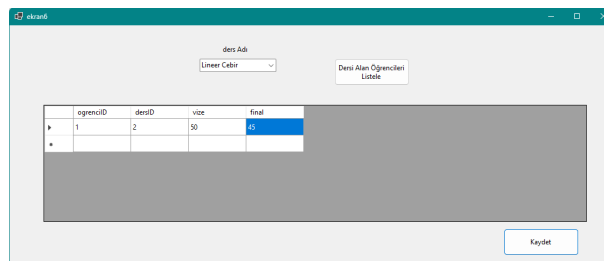 ekran6
ders Adı
Lineer Cebir
Dersi Alan Öğrencileri
Listele
ogrenciID dersID vize final
1 2 50 45
Kaydet